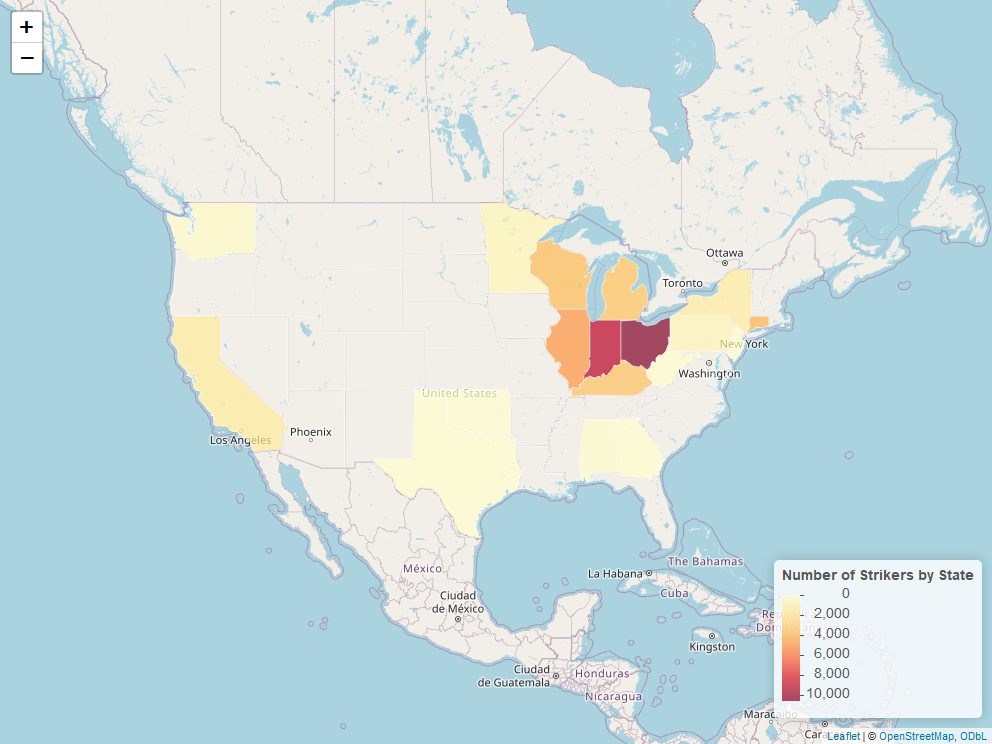 +
−
Ottawa
Toronto
New York
Washington
United States
Phoenix
Los Angeles
México
Ciudad
de México
La Habana
The Bahamas
Cuba
Kingston
Ciudad
de Guatemala
Honduras
Nicaragua
Number of Strikers by State
0
2,000
4,000
6,000
8,000
10,000
Maracaibo
Leaflet | © OpenStreetMap, ODbL